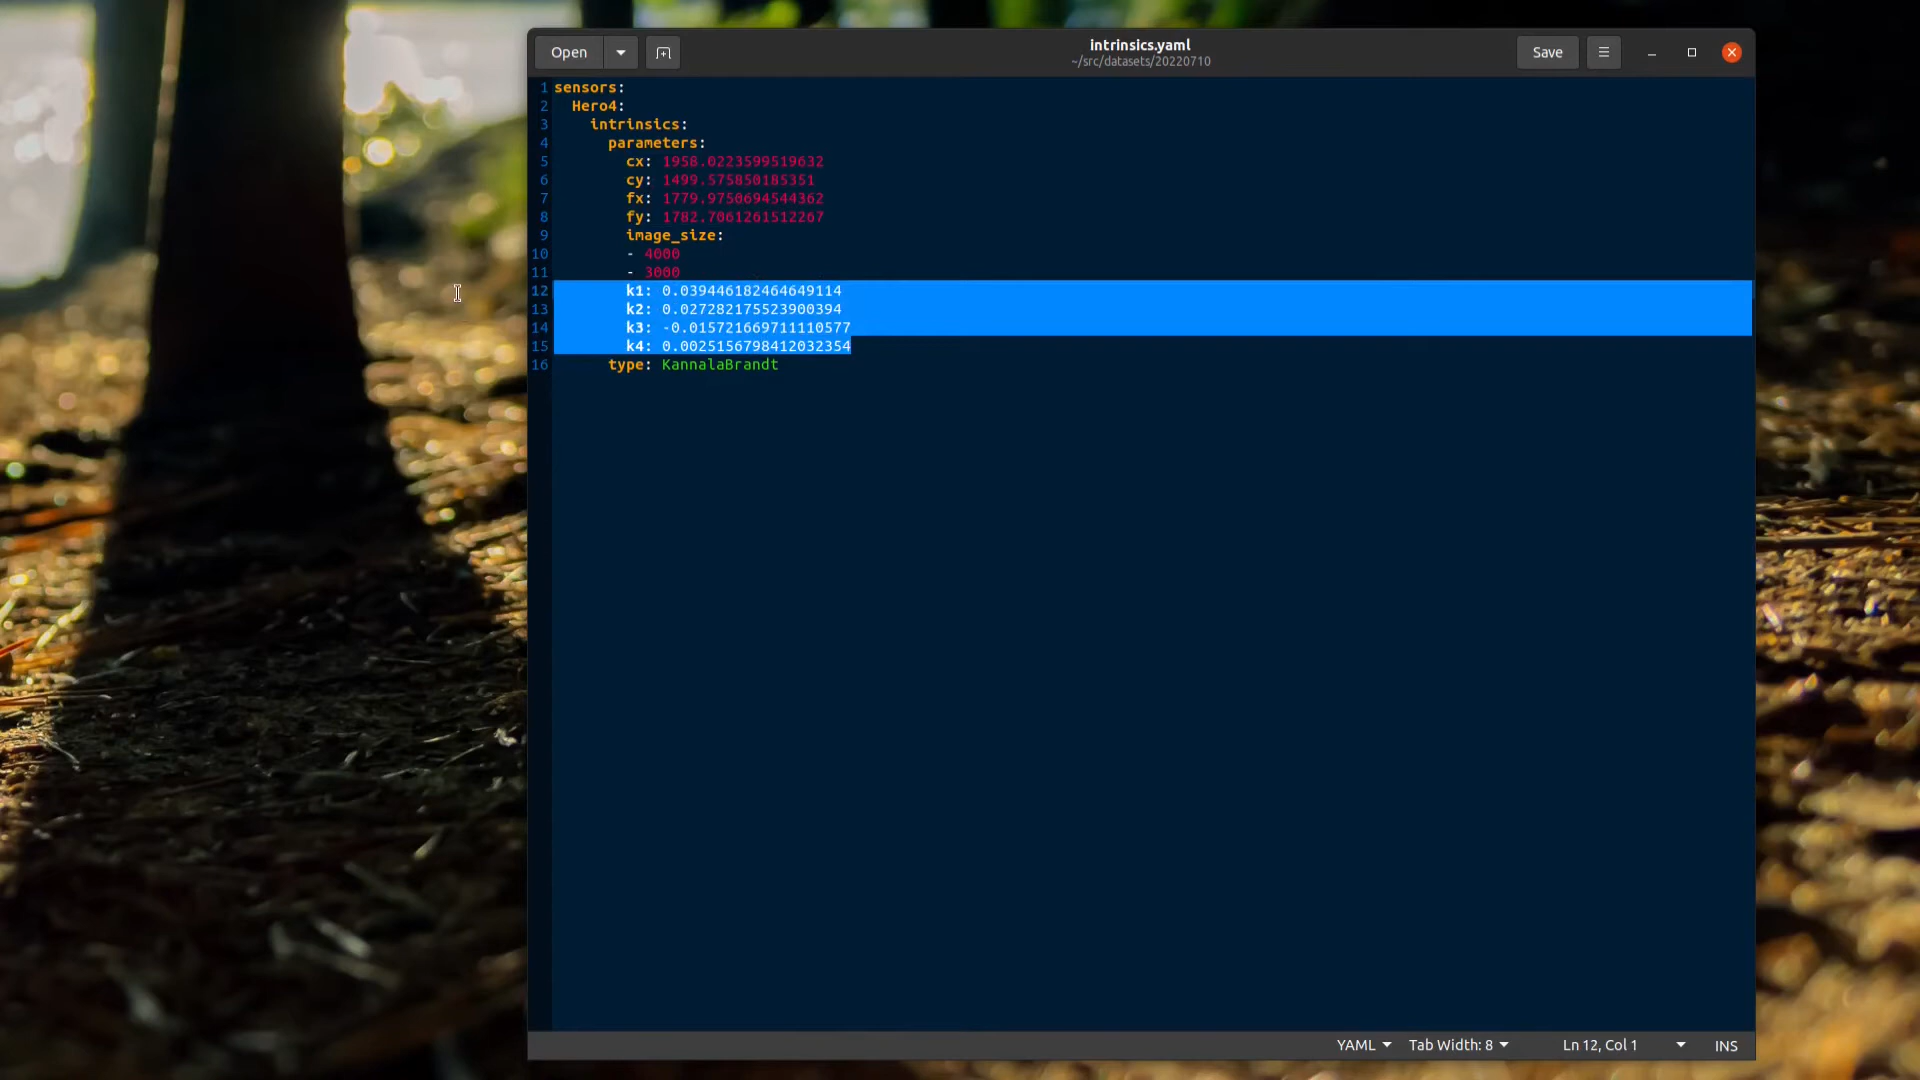 Open
intrinsics.yaml
~/src/datasets/20220710
Save
1 sensors:
2 Hero4:
3 intrinsics:
4 parameters:
5 cx: 1958.0223599519632
6 cy: 1499.575850185351
7 fx: 1779.9750694544362
8 fy: 1782.7061261512267
9 image_size:
10 - 4000
11 - 3000
12 k1: 0.039446182464649114
13 k2: 0.027282175523900394
14 k3: -0.015721669711110577
15 k4: 0.0025156798412032354
16 type: KannalaBrandt
YAML Tab Width: 8 Ln 12, Col 1 INS